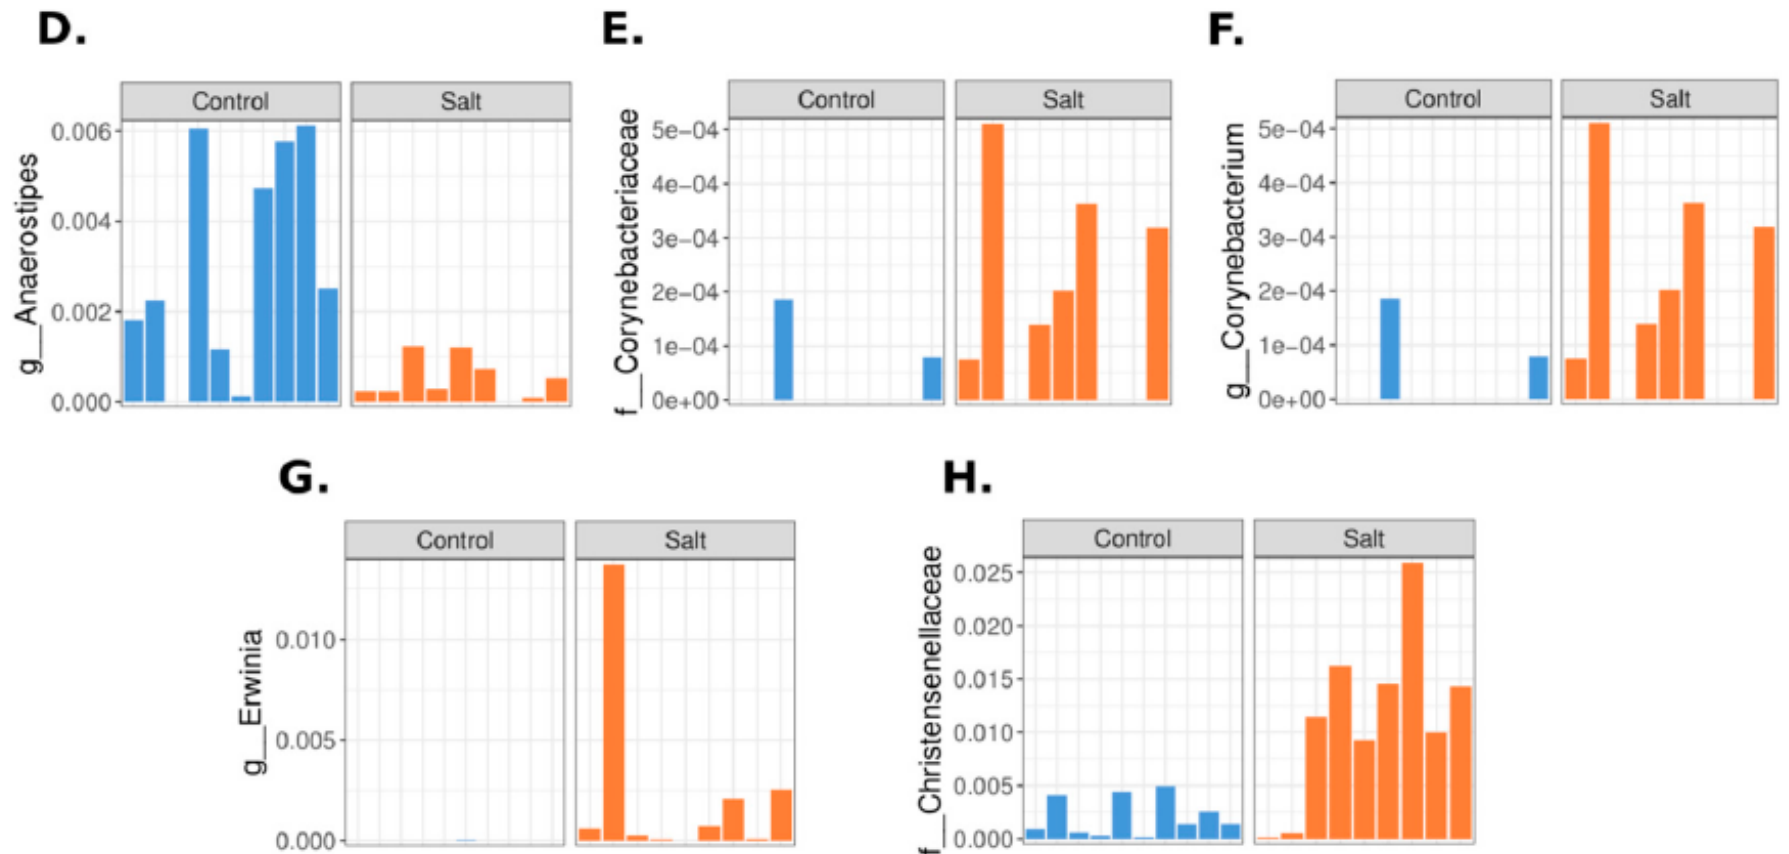 D.
Control
Salt
g__Anaerostipes
0.006
0.004
0.002
0.000
E.
Control
Salt
f__Corynebacteriaceae
5e−04
4e−04
3e−04
2e−04
1e−04
0e+00
F.
Control
Salt
g__Corynebacterium
5e−04
4e−04
3e−04
2e−04
1e−04
0e+00
G.
Control
Salt
g__Erwinia
0.010
0.005
0.000
H.
Control
Salt
f__Christensenellaceae
0.025
0.020
0.015
0.010
0.005
0.000